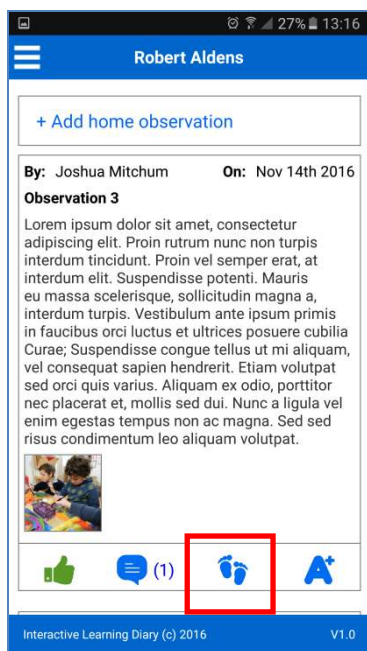 27% 13:16
Robert Aldens
+ Add home observation
By: Joshua Mitchum On: Nov 14th 2016
Observation 3
Lorem ipsum dolor sit amet, consectetur
adipiscing elit. Proin rutrum nunc non turpis
interdum tincidunt. Proin vel semper erat, at
interdum elit. Suspendisse potenti. Mauris
eu massa scelerisque, sollicitudin magna a,
interdum turpis. Vestibulum ante ipsum primis
in faucibus orci luctus et ultrices posuere cubilia
Curae; Suspendisse congue tellus ut mi aliquam,
vel consequat sapien hendrerit. Etiam volutpat
sed orci quis varius. Aliquam ex odio, porttitor
nec placerat et, mollis sed dui. Nunc a ligula vel
enim egestas tempus non ac magna. Sed sed
risus condimentum leo aliquam volutpat.
(1) A+
Interactive Learning Diary (c) 2016 V1.0